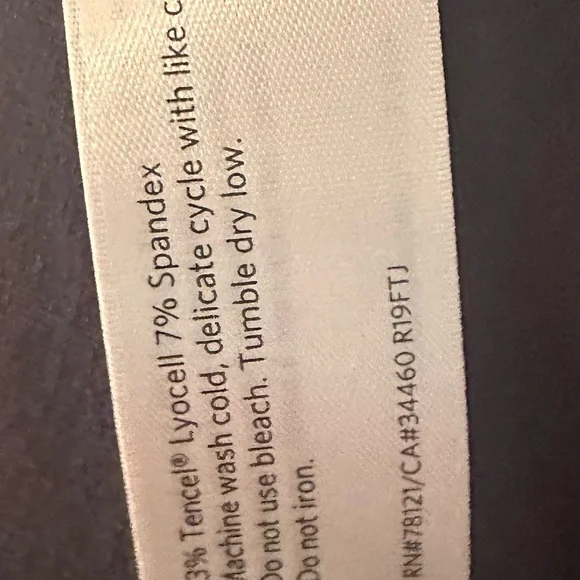 3% Tencel® Lyocell 7% Spandex
Machine wash cold, delicate cycle with like c
Do not use bleach. Tumble dry low.
Do not iron.
RN#78121/CA#34460 R19FTJ